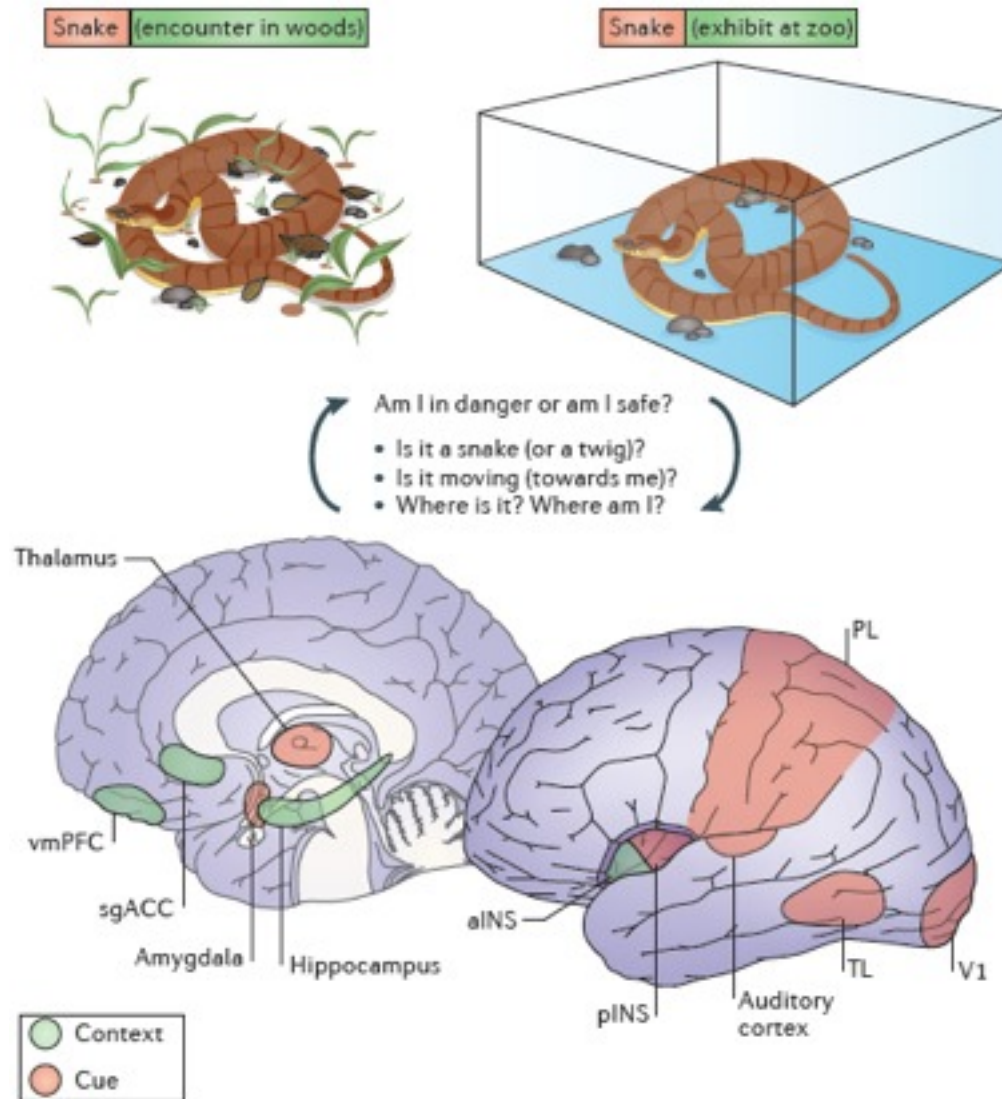 Snake (encounter in woods)
Snake (exhibit at zoo)
Am I in danger or am I safe?
• Is it a snake (or a twig)?
• Is it moving (towards me)?
• Where is it? Where am I?
Thalamus
PL
vmPFC
sgACC
Amygdala
Hippocampus
aINS
pINS
Auditory
cortex
TL
V1
Context
Cue